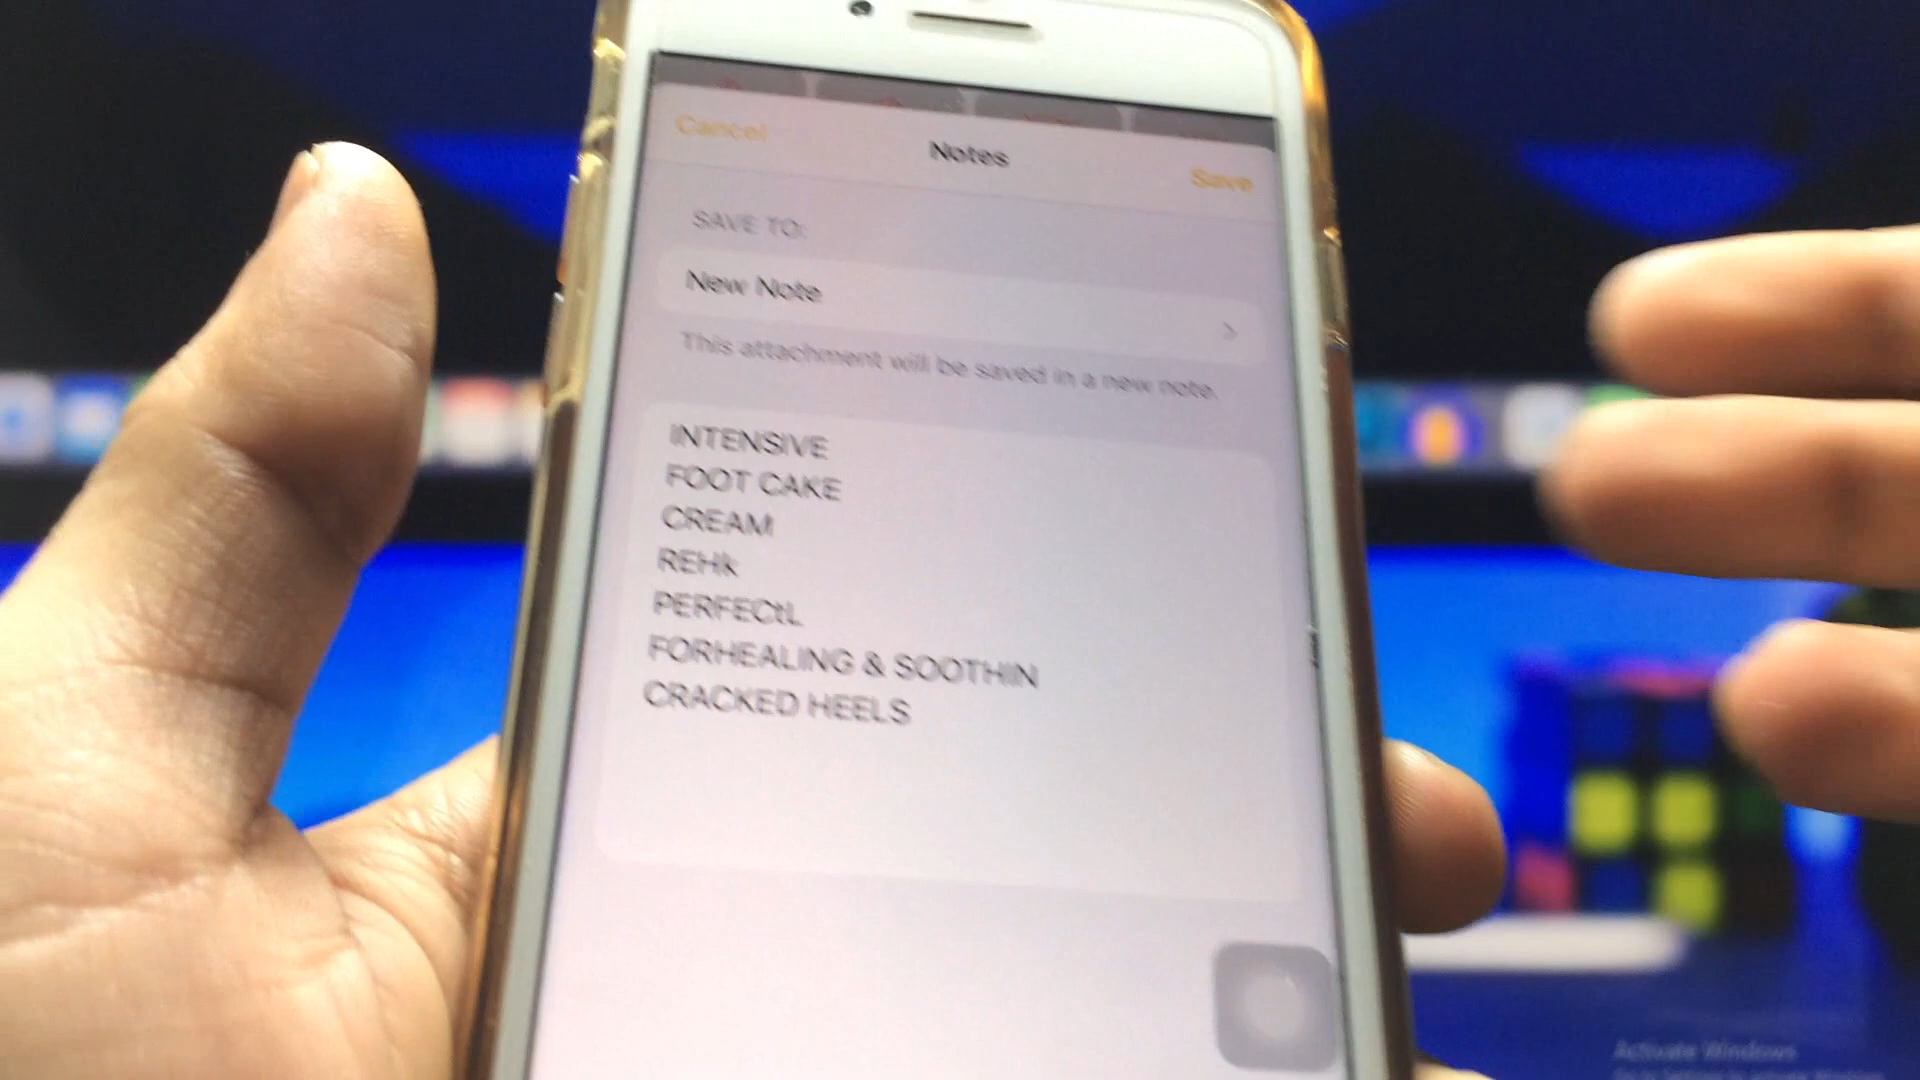 Cancel
Notes
Save
SAVE TO:
New Note
This attachment will be saved in a new note.
INTENSIVE
FOOT CAKE
CREAM
REHk
PERFECtL
FORHEALING & SOOTHIN
CRACKED HEELS
Activate Windows